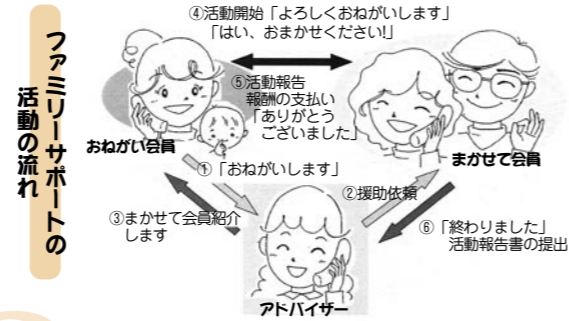 ファミリーサポートの
活動の流れ
④活動開始「よろしくおねがいします」
「はい、おまかせください!」
⑤活動報告
報酬の支払い
「ありがとう
ございました」
おねがい会員
まかせて会員
①「おねがいします」
②援助依頼
③まかせて会員紹介
します
⑥「終わりました」
活動報告書の提出
アドバイザー